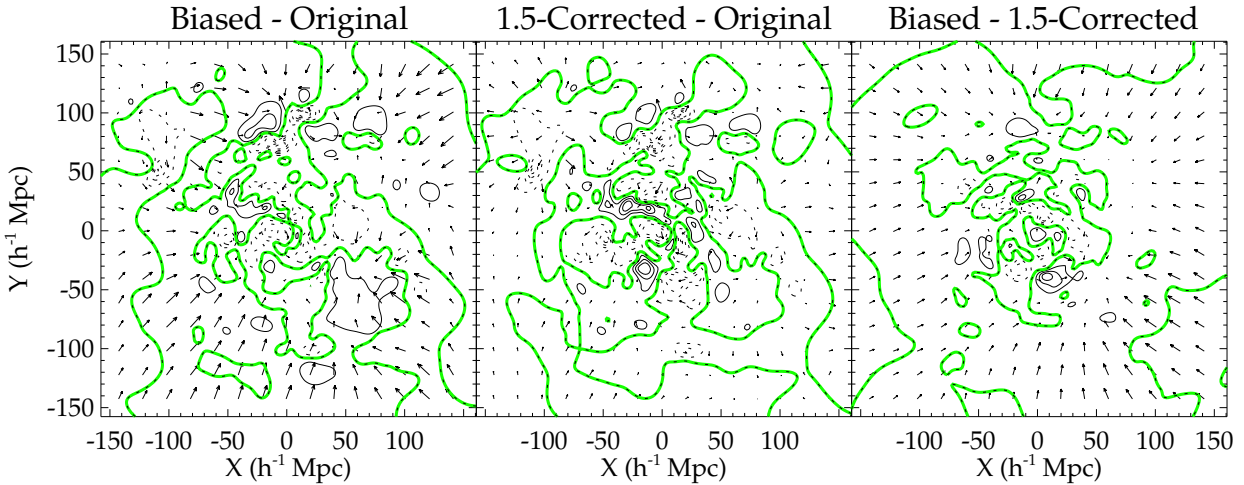 Biased - Original
1.5-Corrected - Original
Biased - 1.5-Corrected
Y (h⁻¹ Mpc)
150
100
50
0
-50
-100
-150
-150 -100 -50 0 50 100
-100 -50 0 50 100
-100 -50 0 50 100 150
X (h⁻¹ Mpc)
X (h⁻¹ Mpc)
X (h⁻¹ Mpc)